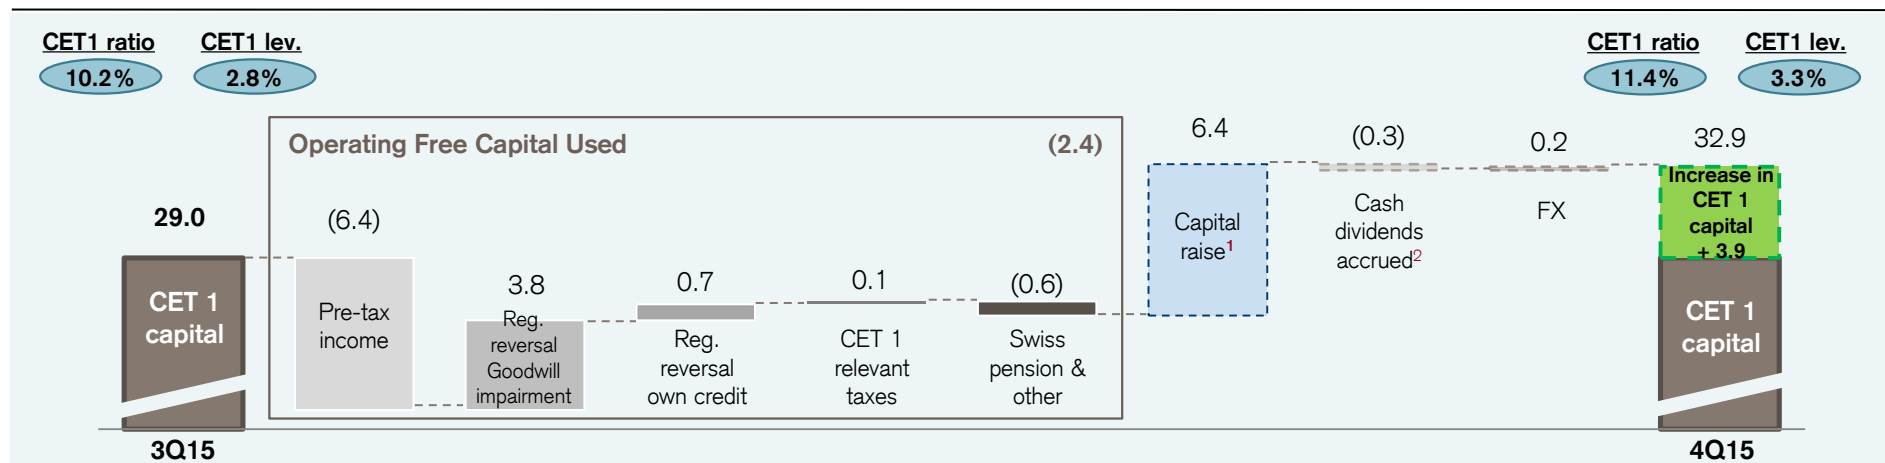 CET1 ratio
CET1 lev.
CET1 ratio
CET1 lev.
10.2%
2.8%
11.4%
3.3%
Operating Free Capital Used
(2.4)
29.0
CET 1
capital
3Q15
(6.4)
Pre-tax
income
3.8
Reg.
reversal
Goodwill
impairment
0.7
Reg.
reversal
own credit
0.1
CET 1
relevant
taxes
(0.6)
Swiss
pension &
other
6.4
Capital
raise1
(0.3)
Cash
dividends
accrued2
0.2
FX
32.9
Increase in
CET 1
capital
+ 3.9
CET 1
capital
4Q15